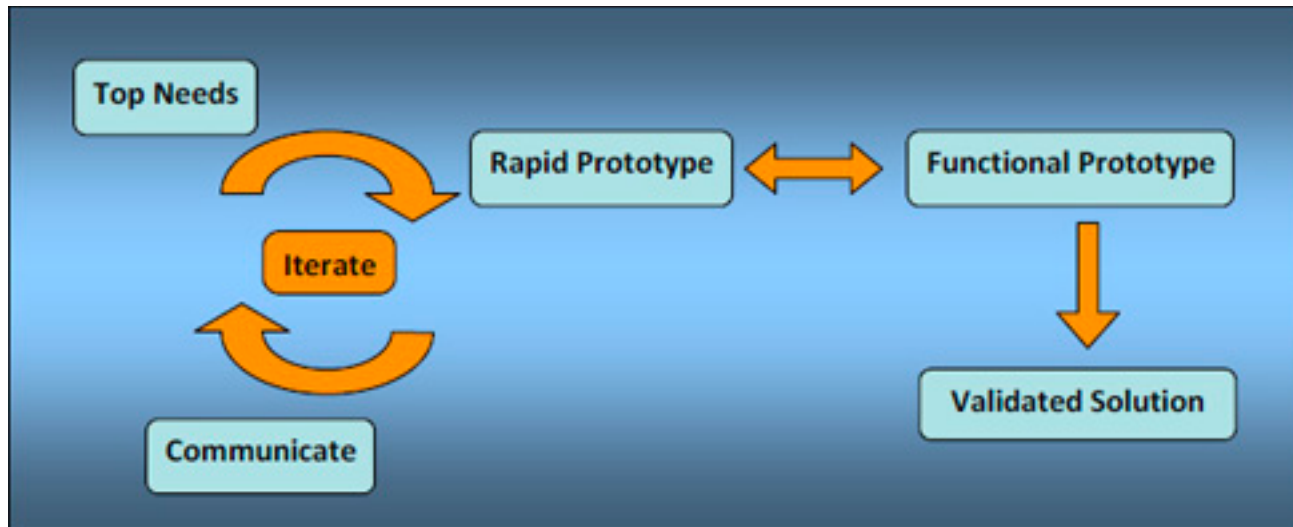 Top Needs
Rapid Prototype
Functional Prototype
Iterate
Validated Solution
Communicate